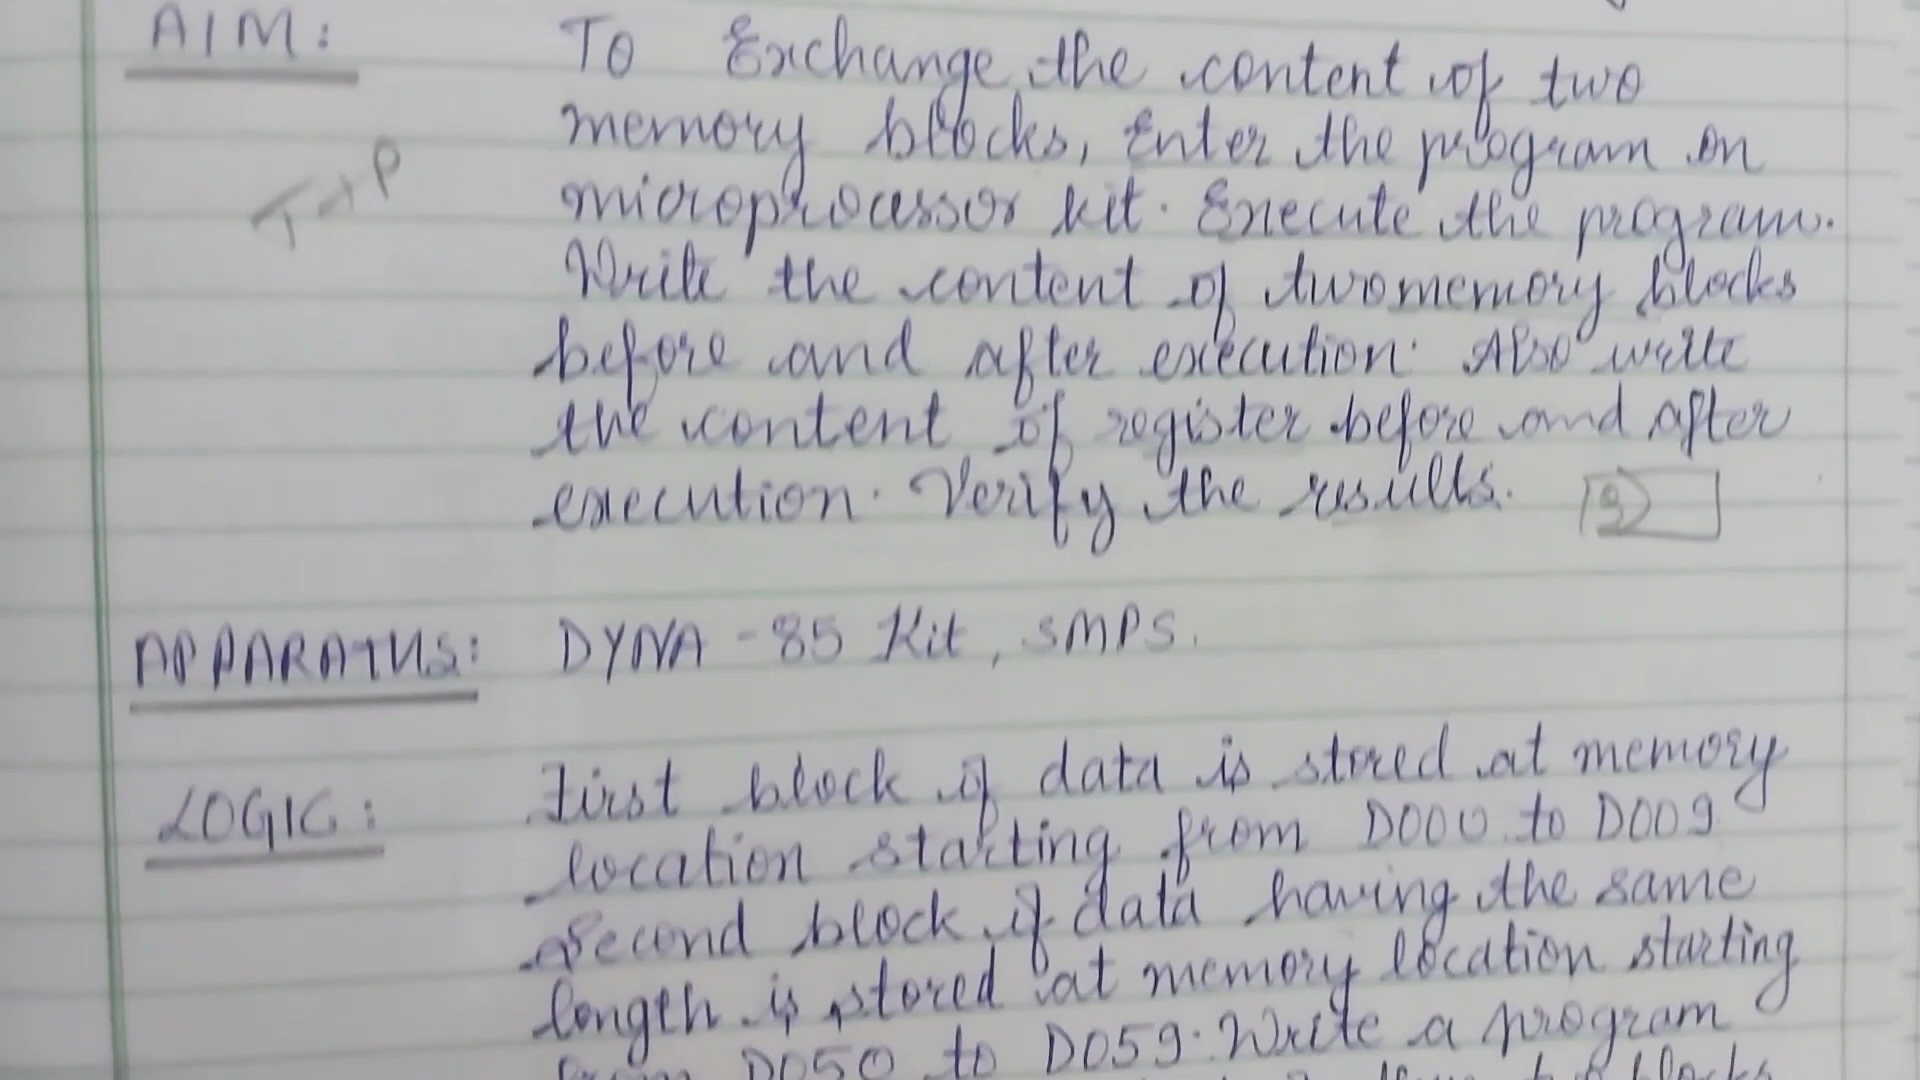 AIM: To Exchange the content of two
memory blocks, Enter the program on
T+P
microprocessor kit. Execute the program.
Write the content of two memory blocks
before and after execution. Also write
the content of register before and after
execution. Verify the results.
APPARATUS: DYNA - 85 Kit, SMPS.
LOGIC: First block of data is stored at memory
location starting from D000 to D009
Second block of data having the same
length is stored at memory location starting
from D050 to D059. Write a program
blocks